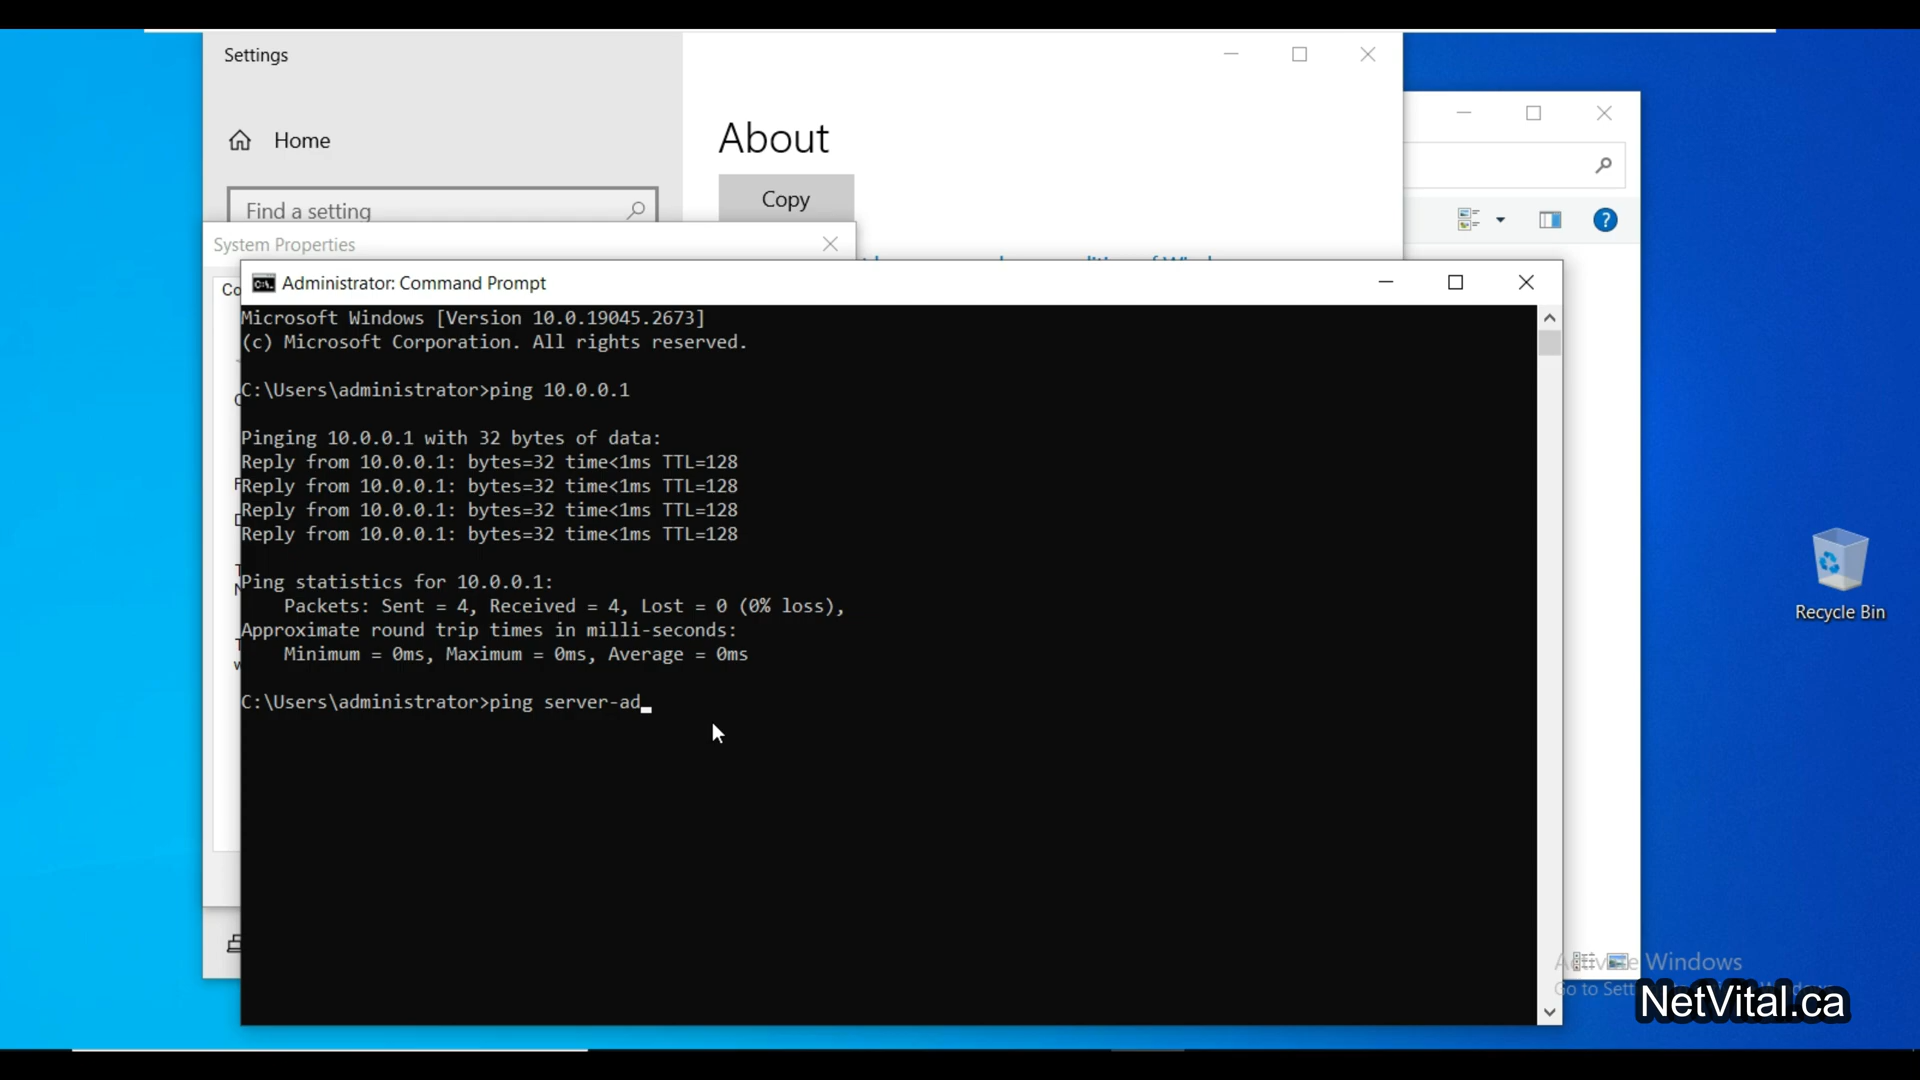 Settings
Home
About
Copy
Find a setting
System Properties
Administrator: Command Prompt
Microsoft Windows [Version 10.0.19045.2673]
(c) Microsoft Corporation. All rights reserved.
C:\Users\administrator>ping 10.0.0.1
Pinging 10.0.0.1 with 32 bytes of data:
Reply from 10.0.0.1: bytes=32 time<1ms TTL=128
Reply from 10.0.0.1: bytes=32 time<1ms TTL=128
Reply from 10.0.0.1: bytes=32 time<1ms TTL=128
Reply from 10.0.0.1: bytes=32 time<1ms TTL=128
Ping statistics for 10.0.0.1:
Packets: Sent = 4, Received = 4, Lost = 0 (0% loss),
Approximate round trip times in milli-seconds:
Minimum = 0ms, Maximum = 0ms, Average = 0ms
C:\Users\administrator>ping server-ad_
Recycle Bin
Activate Windows
Go to Sett
NetVital.ca